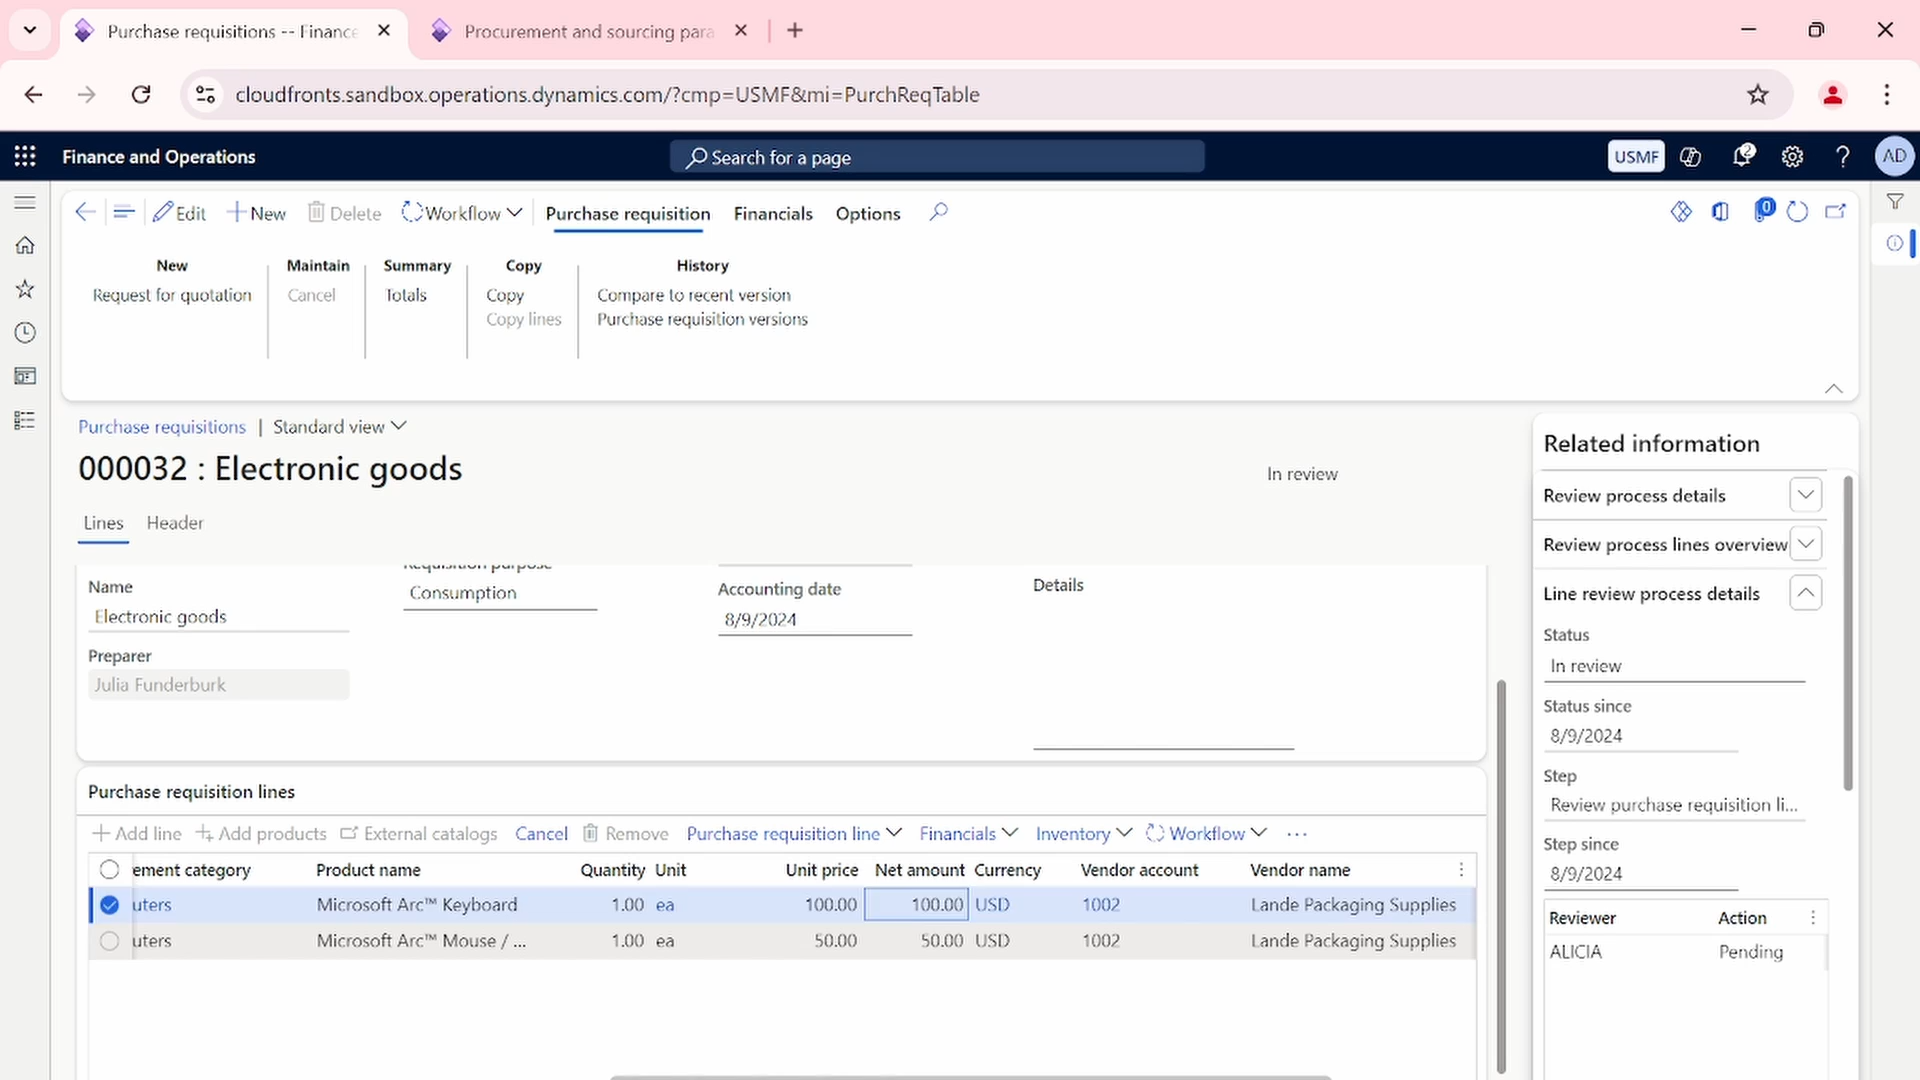 Purchase requisitions -- Finance
Procurement and sourcing para
cloudfronts.sandbox.operations.dynamics.com/?cmp=USMF&mi=PurchReqTable
Finance and Operations
Search for a page
USMF
2
AD
Edit
New
Delete
Workflow
Purchase requisition
Financials
Options
0
New
Maintain
Summary
Copy
History
Request for quotation
Cancel
Totals
Copy
Compare to recent version
Copy lines
Purchase requisition versions
Purchase requisitions | Standard view
000032 : Electronic goods
In review
Lines
Header
Requisition purpose
Name
Consumption
Accounting date
Details
Electronic goods
8/9/2024
Preparer
Julia Funderburk
Purchase requisition lines
Add line
Add products
External catalogs
Cancel
Remove
Purchase requisition line
Financials
Inventory
Workflow
...
ement category Product name Quantity Unit Unit price Net amount Currency Vendor account Vendor name
uters Microsoft Arc™ Keyboard 1.00 ea 100.00 100.00 USD 1002 Lande Packaging Supplies
uters Microsoft Arc™ Mouse / ... 1.00 ea 50.00 50.00 USD 1002 Lande Packaging Supplies
Related information
Review process details
Review process lines overview
Line review process details
Status
In review
Status since
8/9/2024
Step
Review purchase requisition li...
Step since
8/9/2024
Reviewer Action
ALICIA Pending